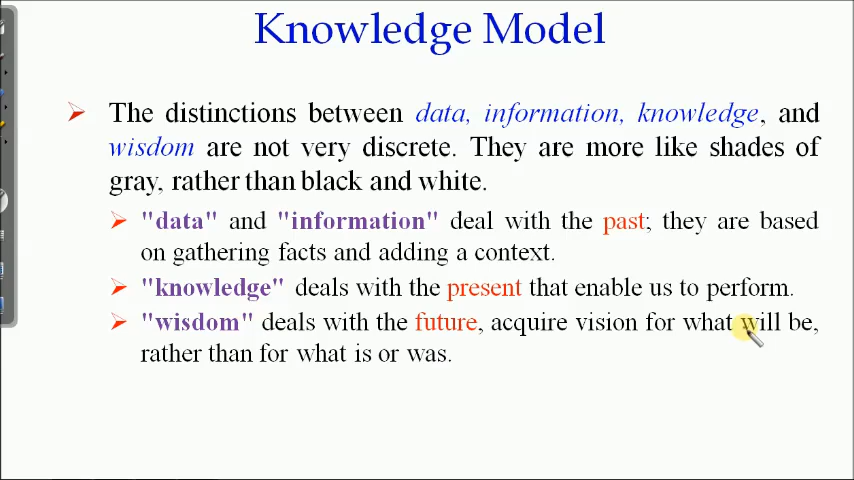 Knowledge Model
The distinctions between data, information, knowledge, and
wisdom are not very discrete. They are more like shades of
gray, rather than black and white.
"data" and "information" deal with the past; they are based
on gathering facts and adding a context.
"knowledge" deals with the present that enable us to perform.
"wisdom" deals with the future, acquire vision for what will be,
rather than for what is or was.